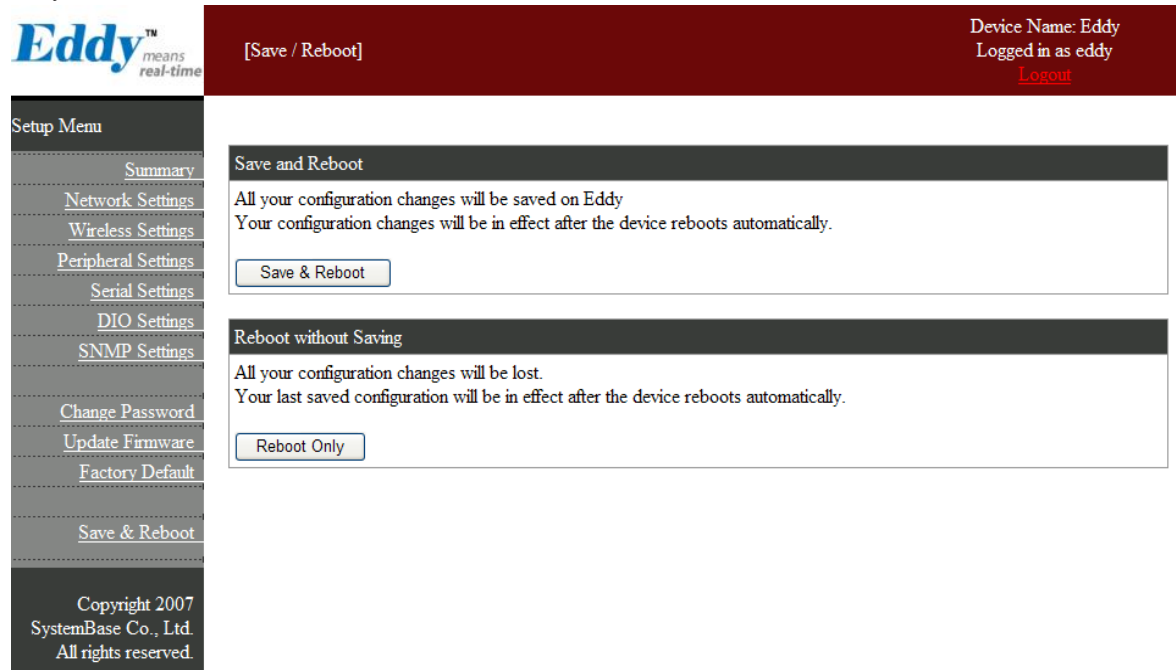 Eddy™
means
real-time
[Save / Reboot]
Device Name: Eddy
Logged in as eddy
Logout
Setup Menu
Summary
Network Settings
Wireless Settings
Peripheral Settings
Serial Settings
DIO Settings
SNMP Settings
Change Password
Update Firmware
Factory Default
Save & Reboot
Copyright 2007
SystemBase Co., Ltd.
All rights reserved.
Save and Reboot
All your configuration changes will be saved on Eddy
Your configuration changes will be in effect after the device reboots automatically.
Save & Reboot
Reboot without Saving
All your configuration changes will be lost.
Your last saved configuration will be in effect after the device reboots automatically.
Reboot Only